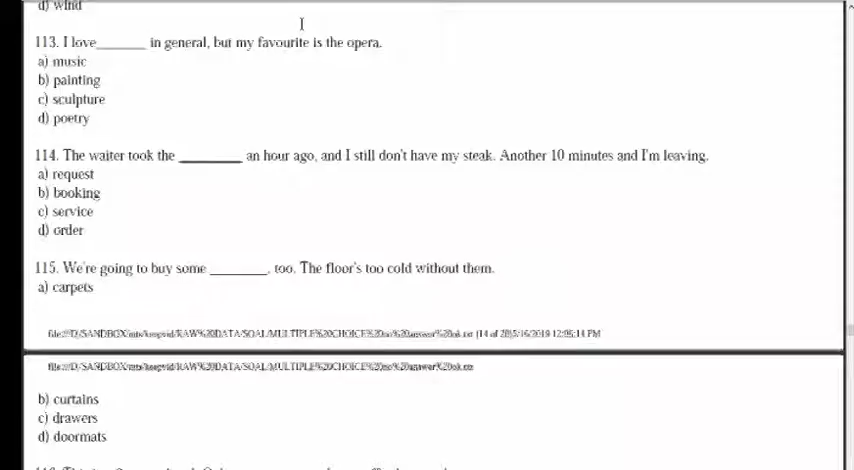 d) wind
113. I love_______ in general, but my favourite is the opera.
a) music
b) painting
c) sculpture
d) poetry
114. The waiter took the ________ an hour ago, and I still don't have my steak. Another 10 minutes and I'm leaving.
a) request
b) booking
c) service
d) order
115. We're going to buy some _______, too. The floor's too cold without them.
a) carpets
b) curtains
c) drawers
d) doormats